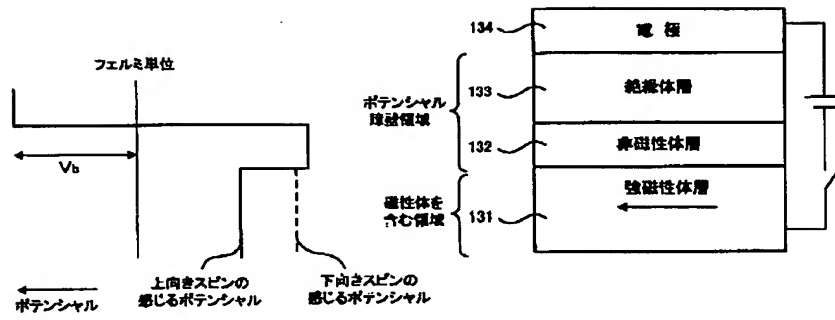 フェルミ単位
Vb
ポテンシャル
上向きスピンの
感じるポテンシャル
下向きスピンの
感じるポテンシャル
134
電極
ポテンシャル
障壁領域
133
絶縁体層
132
非磁性体層
磁性体を
含む領域
131
強磁性体層